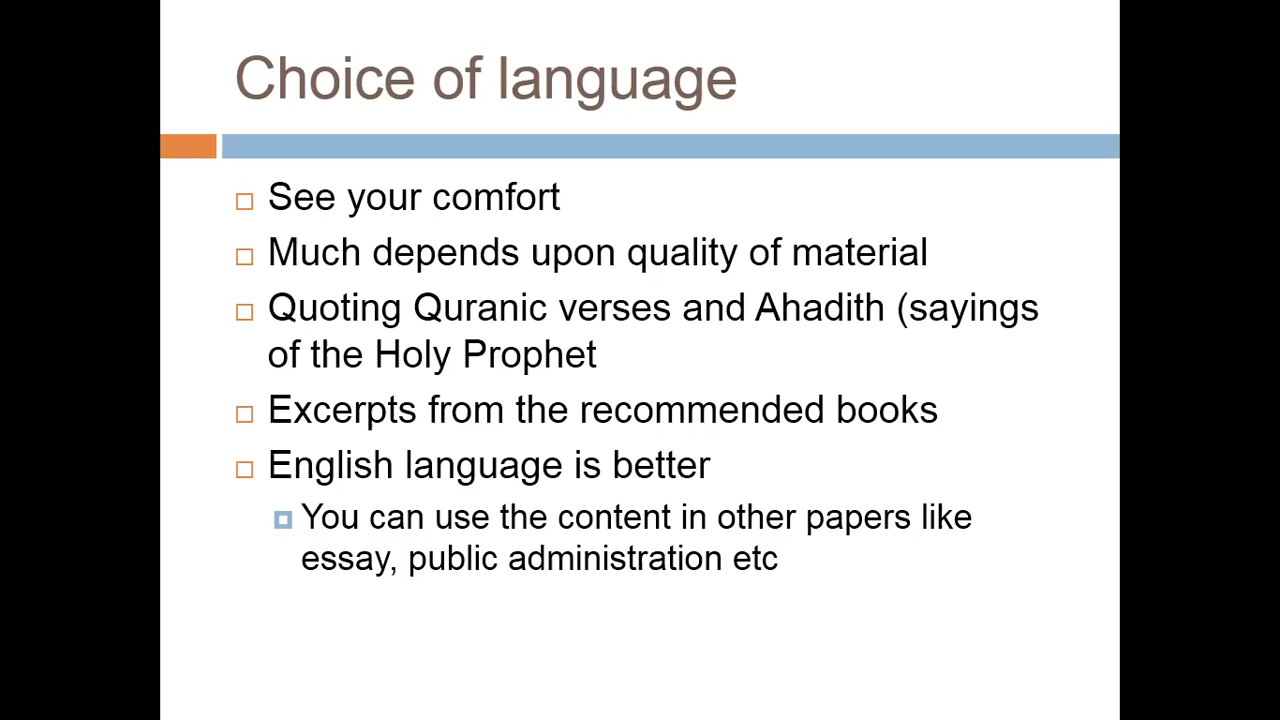 Choice of language
See your comfort
Much depends upon quality of material
Quoting Quranic verses and Ahadith (sayings
of the Holy Prophet
Excerpts from the recommended books
English language is better
You can use the content in other papers like
essay, public administration etc